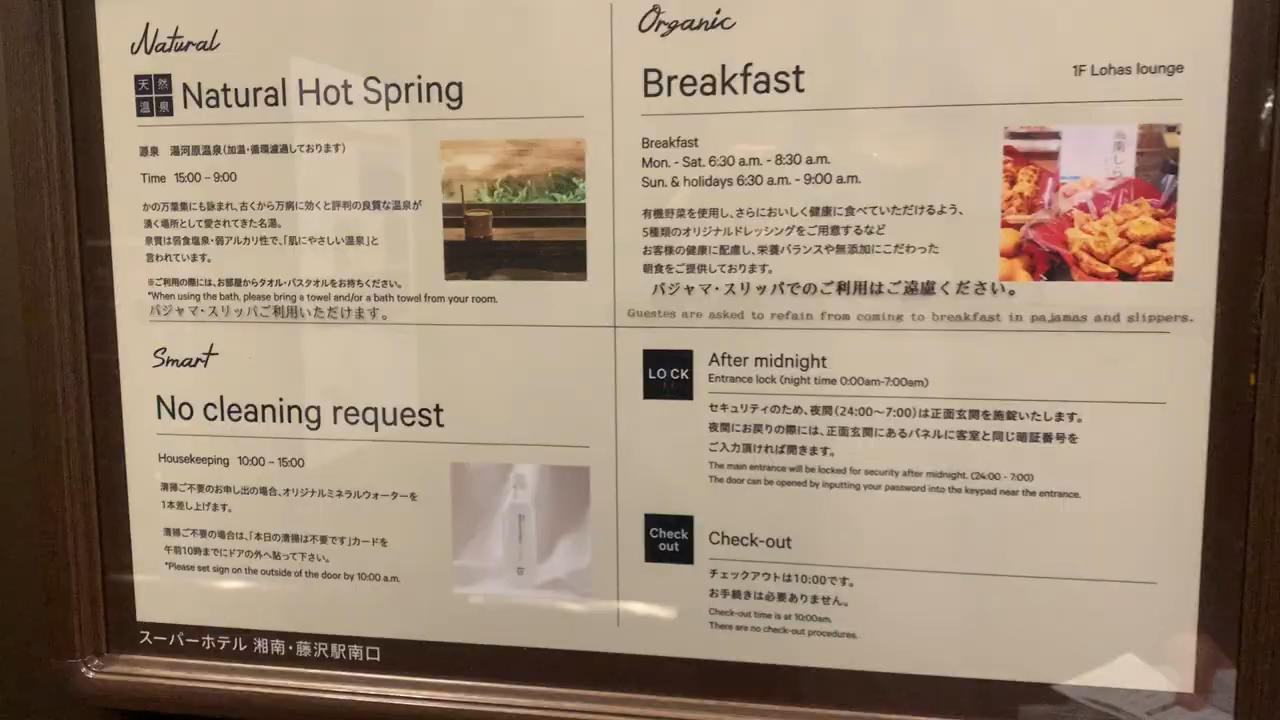 Natural
天然
温泉
Natural Hot Spring
源泉 湯河原温泉(加温・循環濾過しております)
Time 15:00 – 9:00
かの万葉集にも詠まれ、古くから万病に効くと評判の良質な温泉が
湧く場所として愛されてきた名湯。
泉質は弱食塩泉・弱アルカリ性で、「肌にやさしい温泉」と
言われています。
※ご利用の際には、お部屋からタオル・バスタオルをお持ちください。
*When using the bath, please bring a towel and/or a bath towel from your room.
パジャマ・スリッパご利用いただけます。
Organic
Breakfast
1F Lohas lounge
Breakfast
Mon. - Sat. 6:30 a.m. - 8:30 a.m.
Sun. & holidays 6:30 a.m. - 9:00 a.m.
有機野菜を使用し、さらにおいしく健康に食べていただけるよう、
5種類のオリジナルドレッシングをご用意するなど
お客様の健康に配慮し、栄養バランスや無添加にこだわった
朝食をご提供しております。
パジャマ・スリッパでのご利用はご遠慮ください。
Guestes are asked to refrain from coming to breakfast in pajamas and slippers.
Smart
No cleaning request
Housekeeping 10:00 – 15:00
清掃ご不要のお申し出の場合、オリジナルミネラルウォーターを
1本差し上げます。
清掃ご不要の場合は、「本日の清掃は不要です」カードを
午前10時までにドアの外へ貼って下さい。
*Please set sign on the outside of the door by 10:00 a.m.
LOCK
After midnight
Entrance lock (night time 0:00am-7:00am)
セキュリティのため、夜間(24:00～7:00)は正面玄関を施錠いたします。
夜間にお戻りの際には、正面玄関にあるパネルに客室と同じ暗証番号を
ご入力頂ければ開きます。
The main entrance will be locked for security after midnight. (24:00 - 7:00)
The door can be opened by inputting your password into the keypad near the entrance.
Check
out
Check-out
チェックアウトは10:00です。
お手続きは必要ありません。
Check-out time is at 10:00am.
There are no check-out procedures.
スーパーホテル 湘南・藤沢駅南口